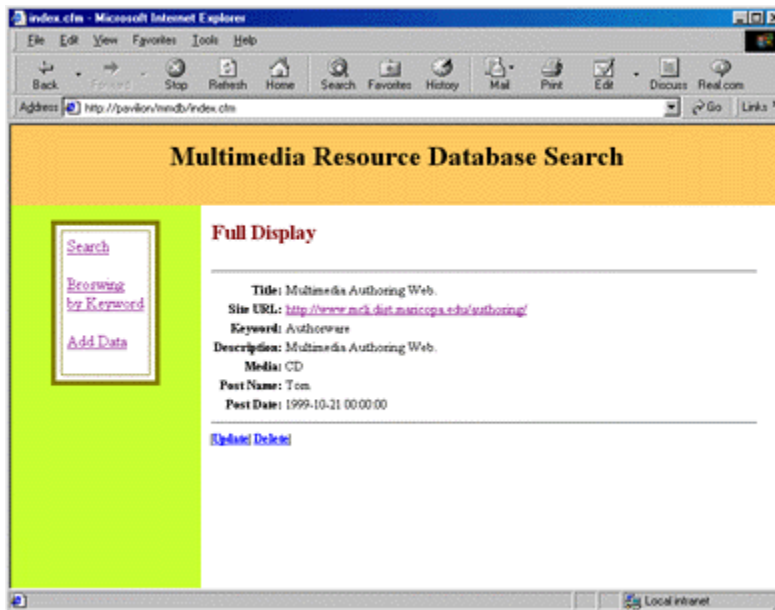 index.cfm - Microsoft Internet Explorer
File Edit View Favorites Tools Help
Back Forward Stop Refresh Home Search Favorites History Mail Print Edit Discuss Real.com
Address http://pavilion/mmdb/index.cfm Go Links
Multimedia Resource Database Search
Search
Broswing
by Keyword
Add Data
Full Display
Title: Multimedia Authoring Web.
Site URL: http://www.mcli.dist.maricopa.edu/authoring/
Keyword: Authorware
Description: Multimedia Authoring Web.
Media: CD
Post Name: Tom
Post Date: 1999-10-21 00:00:00
|Update| Delete|
Local intranet